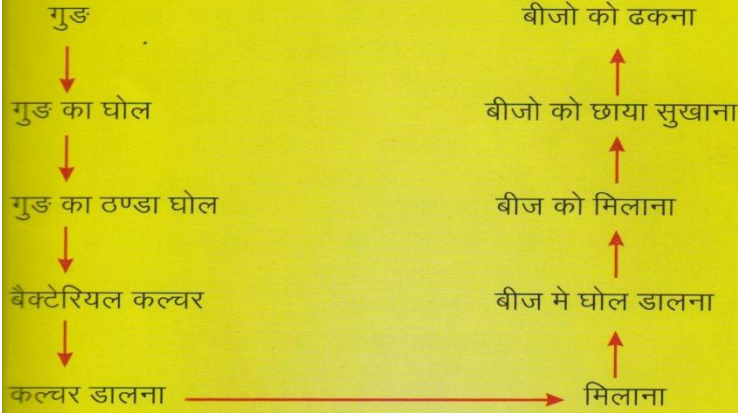 गुड
गुड का घोल
गुड का ठण्डा घोल
बैक्टेरियल कल्चर
कल्चर डालना
मिलाना
बीज मे घोल डालना
बीज को मिलाना
बीजो को छाया सुखाना
बीजो को ढकना